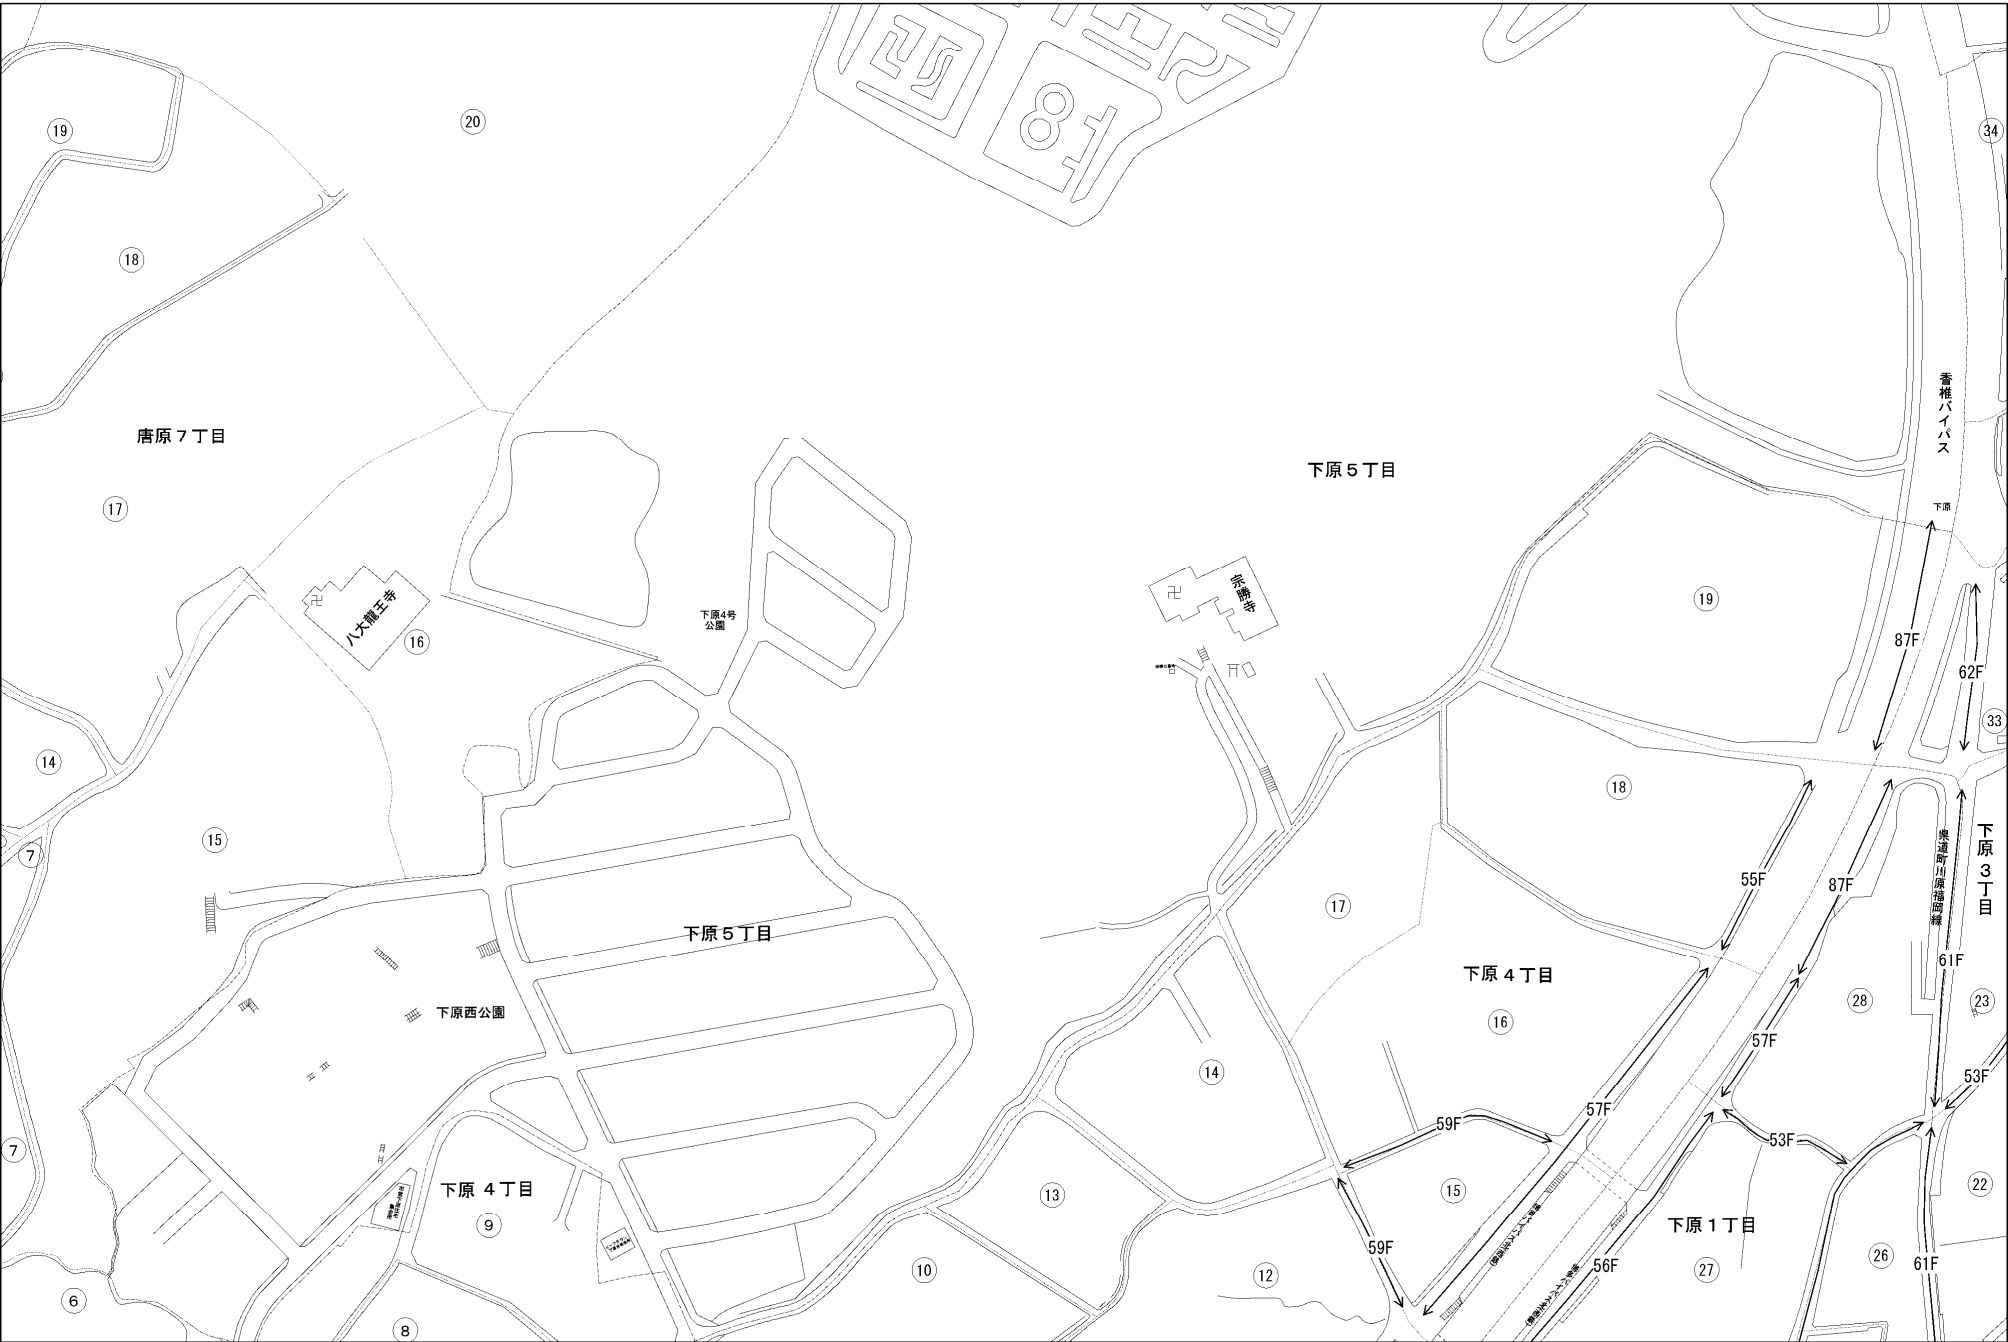 34
19
20
18
香椎バイパス
唐原７丁目
下原５丁目
17
下原
八大龍王寺
宗勝寺
19
下原4号
公園
16
87F
62F
33
14
18
15
7
55F
87F
県道町川原福岡線
下原３丁目
17
下原５丁目
61F
下原４丁目
28
23
下原西公園
16
57F
14
53F
57F
59F
53F
7
下原 ４丁目
13
15
22
9
下原１丁目
59F
26
10
12
56F
27
61F
6
8